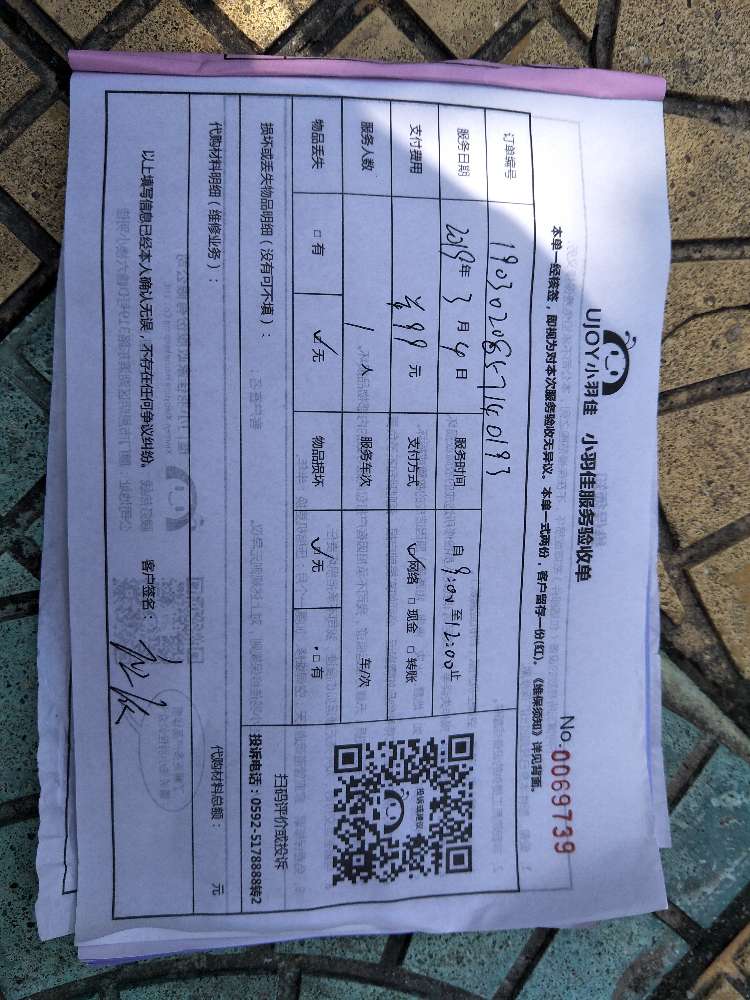 UJOY小羽佳 小羽佳服务验收单
No.0069739
本单一经核签，即视为对本次服务验收无异议。本单一式两份，客户留存一份(红)。《维保须知》详见背面。
订单编号 1903020857140193
服务日期 2019年3月4日 服务时间 自9:00至12:00止
支付费用 ¥99元 支付方式 ☑网络 □现金 □转账
服务人数 1人 服务车次 车/次
物品丢失 □有 ☑无 物品损坏 ☑无 □有
投诉或建议
扫码评价或投诉
投诉电话：0592-5178888转2
损坏或丢失物品明细（没有可不填）：
代购材料明细（维修业务）： 代购材料总额： 元
以上填写信息已经本人确认无误，不存在任何争议纠纷。 客户签名：